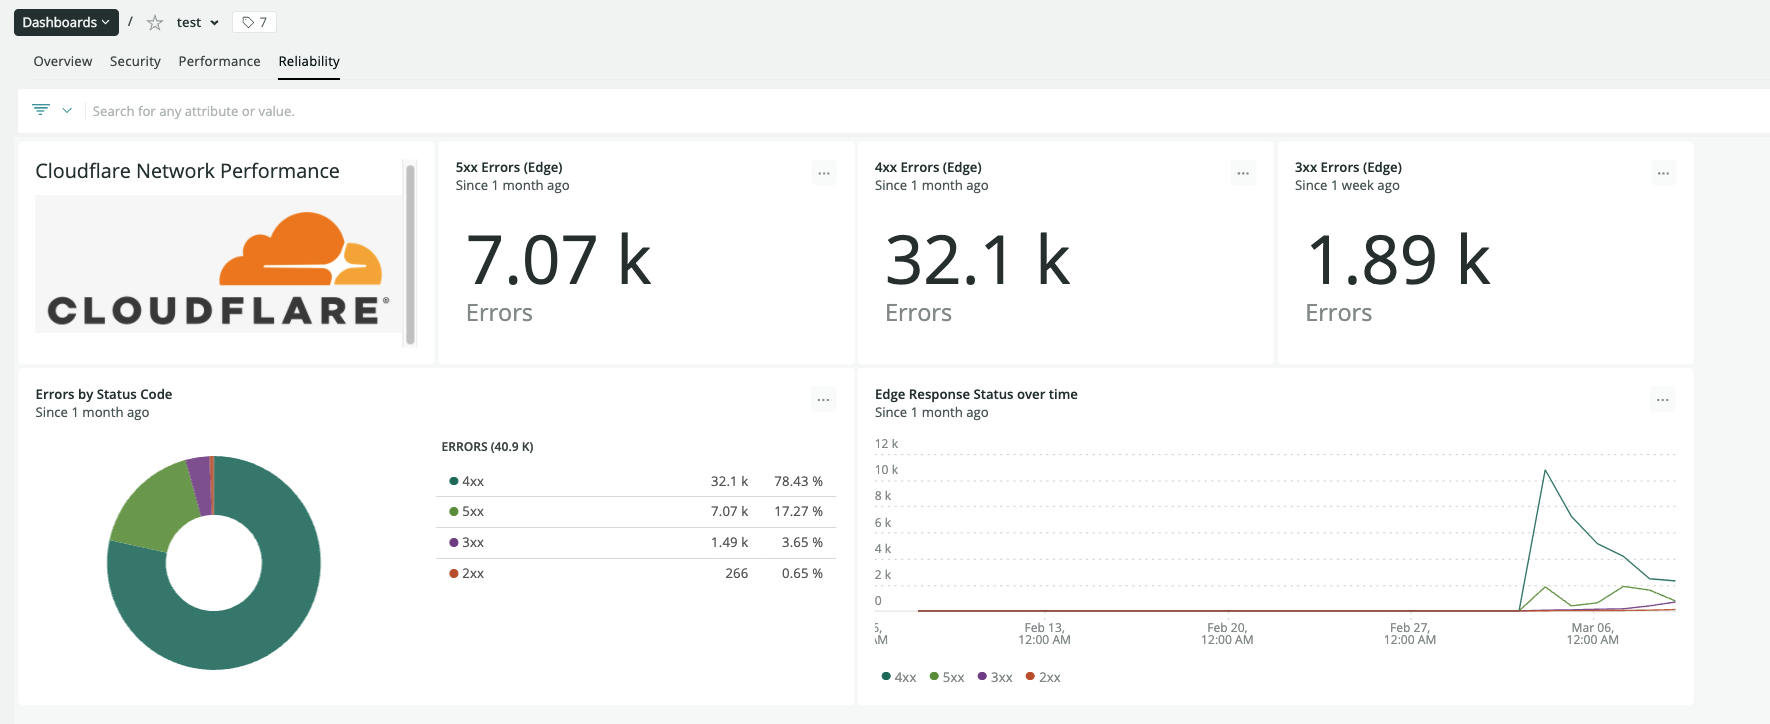 Dashboards / test 7
Overview Security Performance Reliability
Search for any attribute or value.
Cloudflare Network Performance
CLOUDFLARE®
5xx Errors (Edge)
Since 1 month ago
7.07 k
Errors
4xx Errors (Edge)
Since 1 month ago
32.1 k
Errors
3xx Errors (Edge)
Since 1 week ago
1.89 k
Errors
Errors by Status Code
Since 1 month ago
ERRORS (40.9 K)
4xx 32.1 k 78.43 %
5xx 7.07 k 17.27 %
3xx 1.49 k 3.65 %
2xx 266 0.65 %
Edge Response Status over time
Since 1 month ago
12 k
10 k
8 k
6 k
4 k
2 k
0
Feb 13, Feb 20, Feb 27, Mar 06,
12:00 AM 12:00 AM 12:00 AM 12:00 AM
4xx 5xx 3xx 2xx